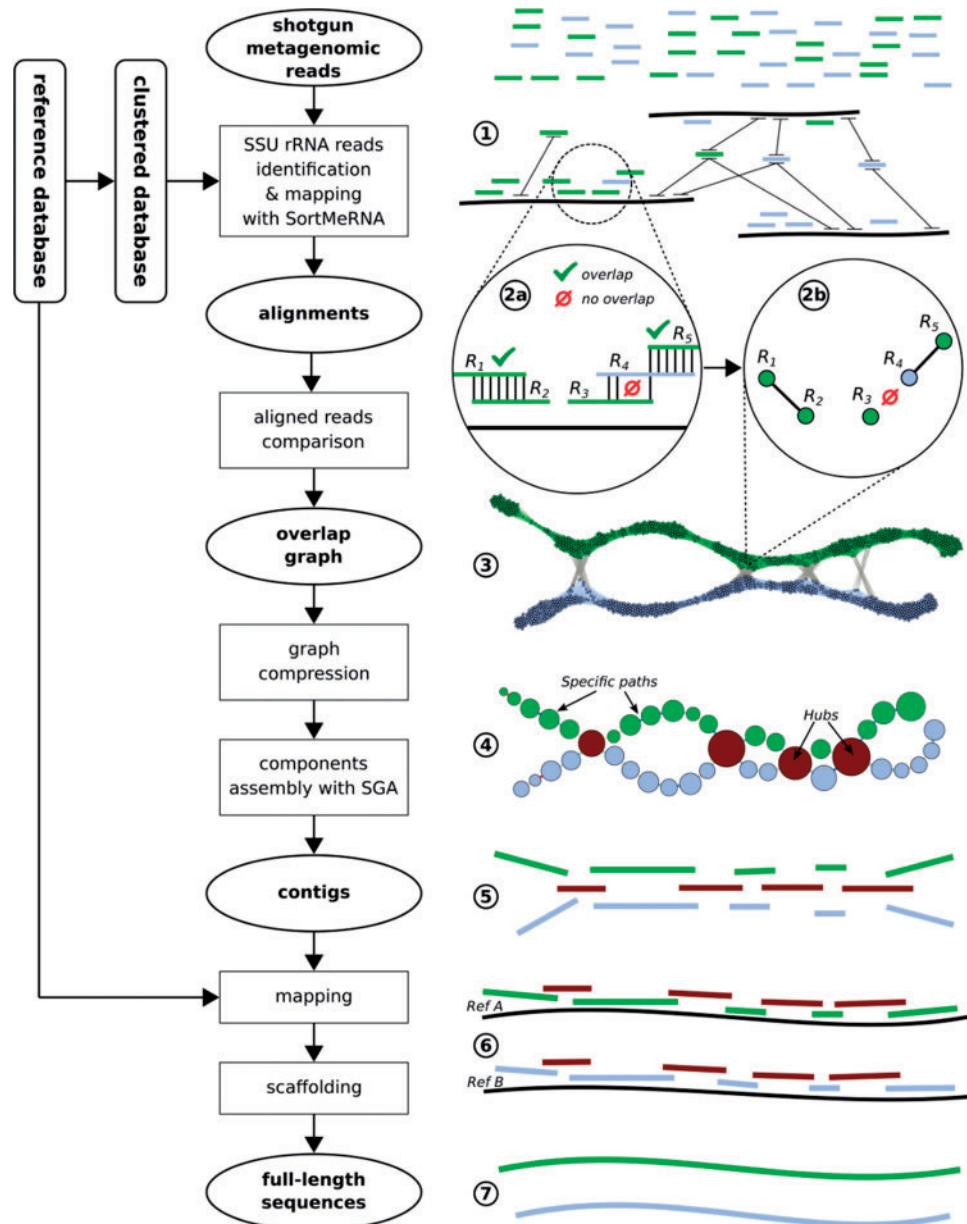 shotgun
metagenomic
reads
reference database
clustered database
SSU rRNA reads
identification
& mapping
with SortMeRNA
alignments
aligned reads
comparison
overlap
graph
graph
compression
components
assembly with SGA
contigs
mapping
scaffolding
full-length
sequences
1
2a
overlap
no overlap
R1
R2
R3
R4
R5
2b
R1
R2
R3
R4
R5
3
4
Specific paths
Hubs
5
Ref A
6
Ref B
7